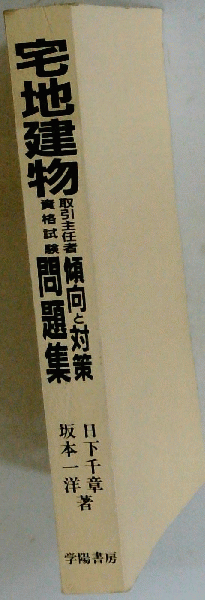 宅地建物
取引主任者
資格試験
傾向と対策
問題集
日下千章
坂本一洋著
学陽書房